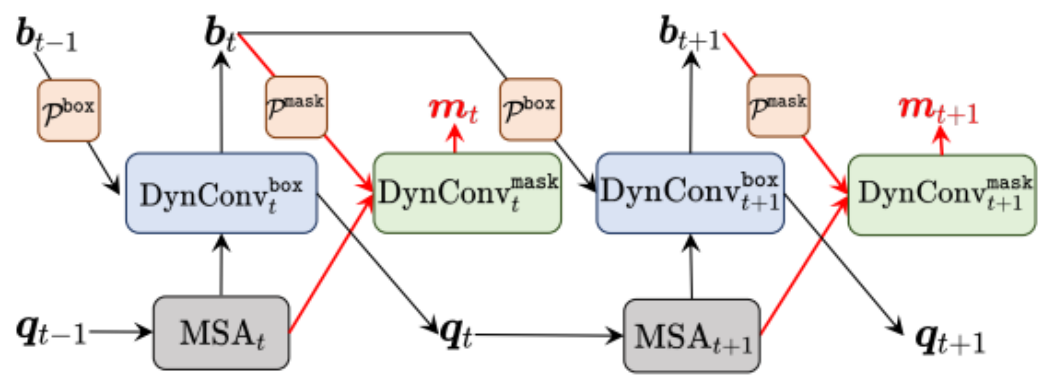 b_{t-1} b_t b_{t+1}
𝒫^{box} 𝒫^{mask} m_t 𝒫^{box} 𝒫^{mask} m_{t+1}
DynConv_t^{box} DynConv_t^{mask} DynConv_{t+1}^{box} DynConv_{t+1}^{mask}
q_{t-1} MSA_t q_t MSA_{t+1} q_{t+1}